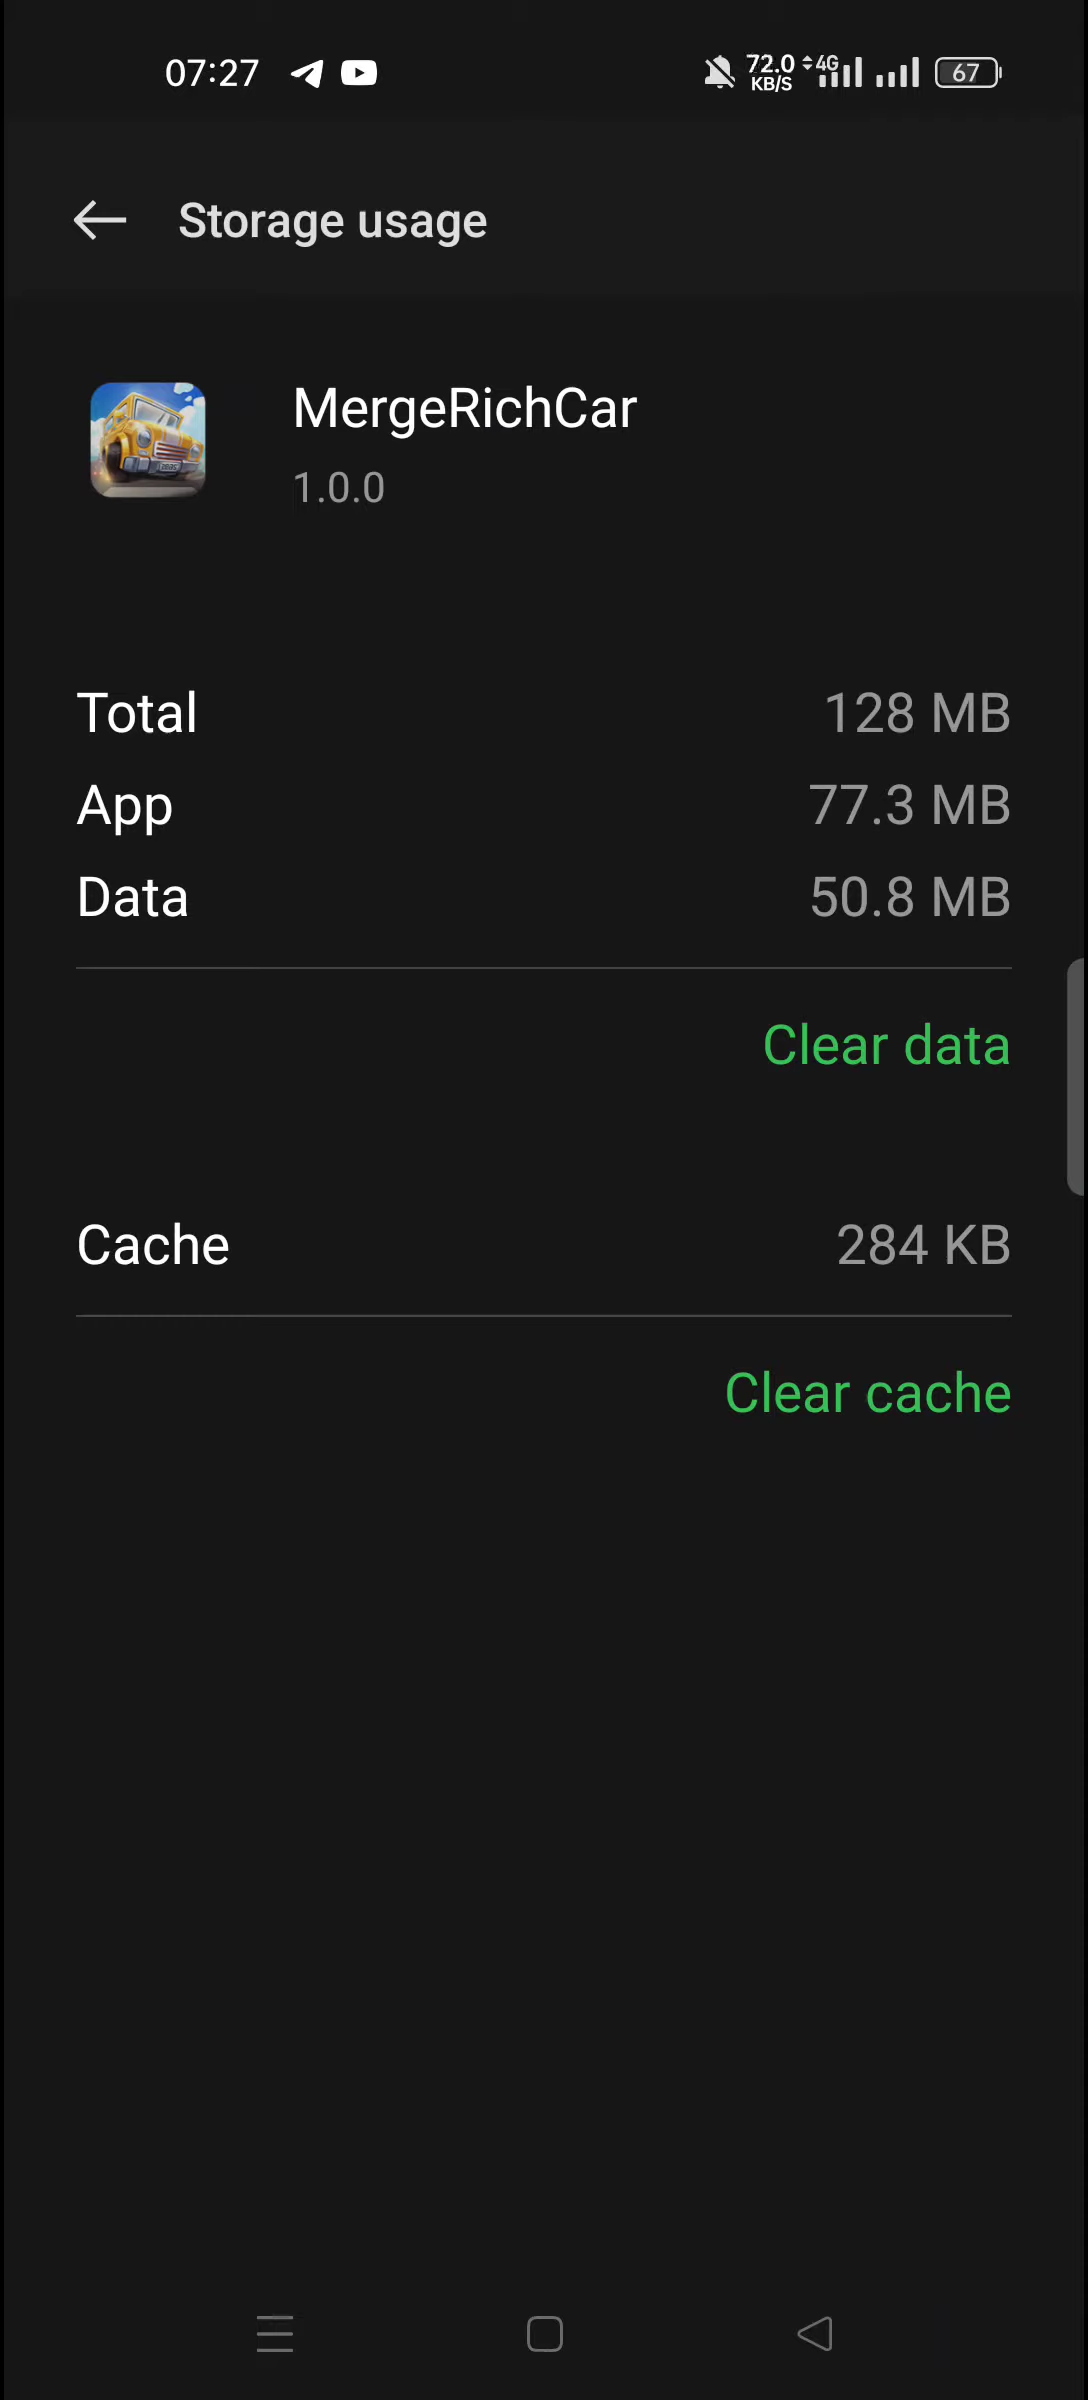 07:27 72.0 KB/S 4G 67
Storage usage
MergeRichCar
1.0.0
Total 128 MB
App 77.3 MB
Data 50.8 MB
Clear data
Cache 284 KB
Clear cache